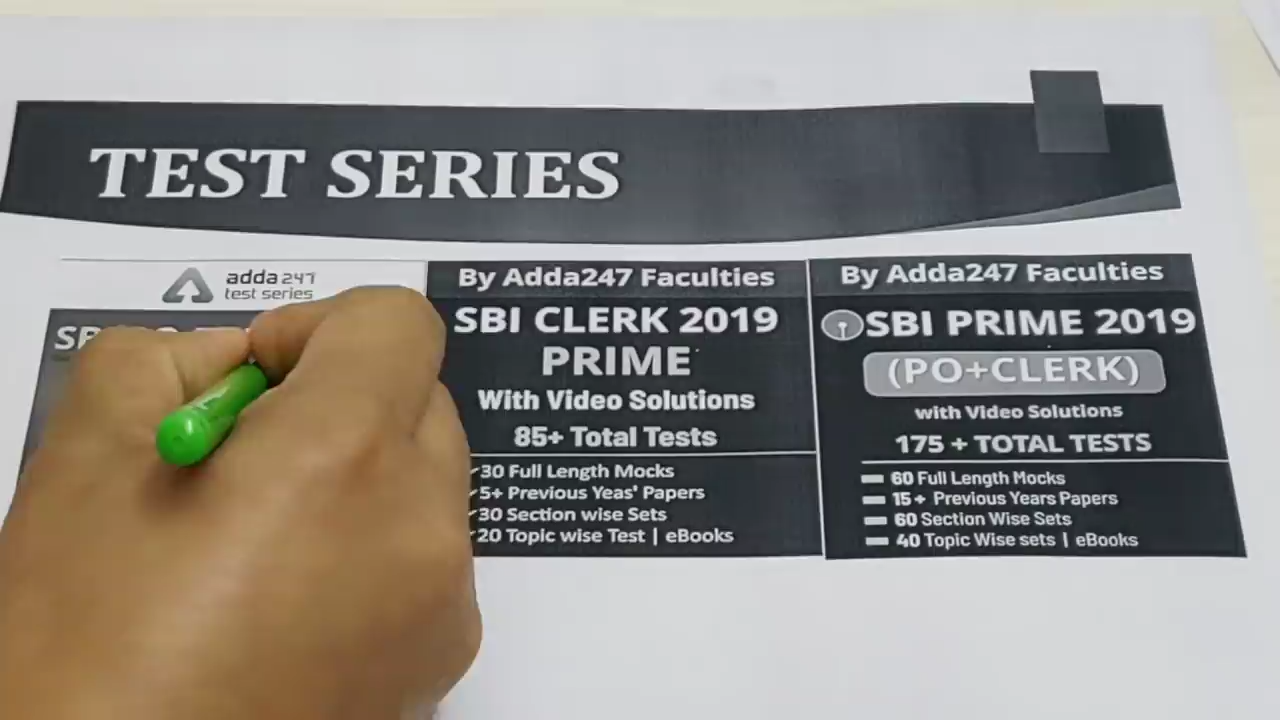 TEST SERIES
adda247
test series
By Adda247 Faculties
SBI CLERK 2019
PRIME
With Video Solutions
85+ Total Tests
30 Full Length Mocks
5+ Previous Yeas' Papers
30 Section wise Sets
20 Topic wise Test | eBooks
By Adda247 Faculties
SBI PRIME 2019
(PO+CLERK)
with Video Solutions
175 + TOTAL TESTS
60 Full Length Mocks
15+ Previous Years Papers
60 Section Wise Sets
40 Topic Wise sets | eBooks